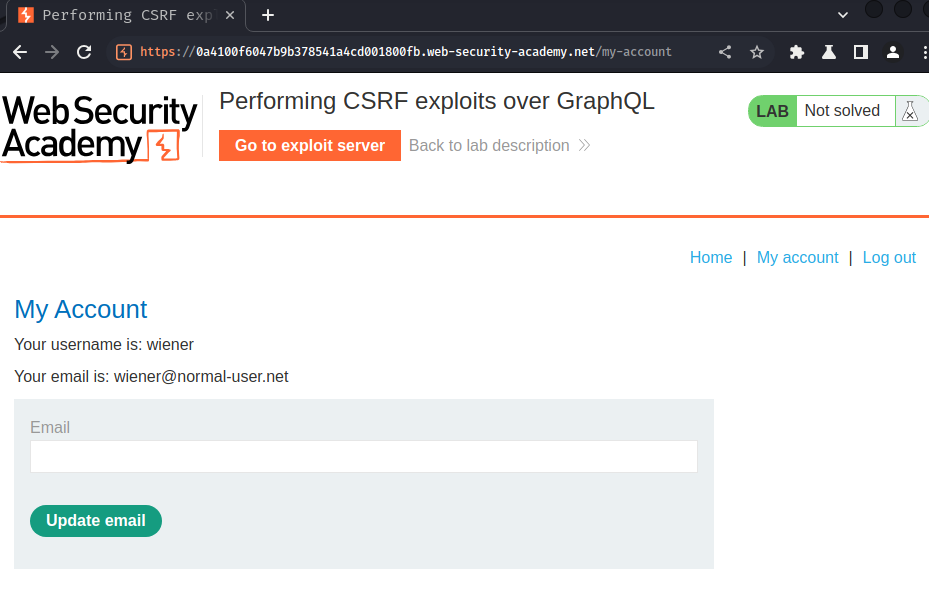 Performing CSRF exp
https://0a4100f6047b9b378541a4cd001800fb.web-security-academy.net/my-account
Web Security
Academy
Performing CSRF exploits over GraphQL
LAB Not solved
Go to exploit server Back to lab description
Home | My account | Log out
My Account
Your username is: wiener
Your email is: wiener@normal-user.net
Email
Update email